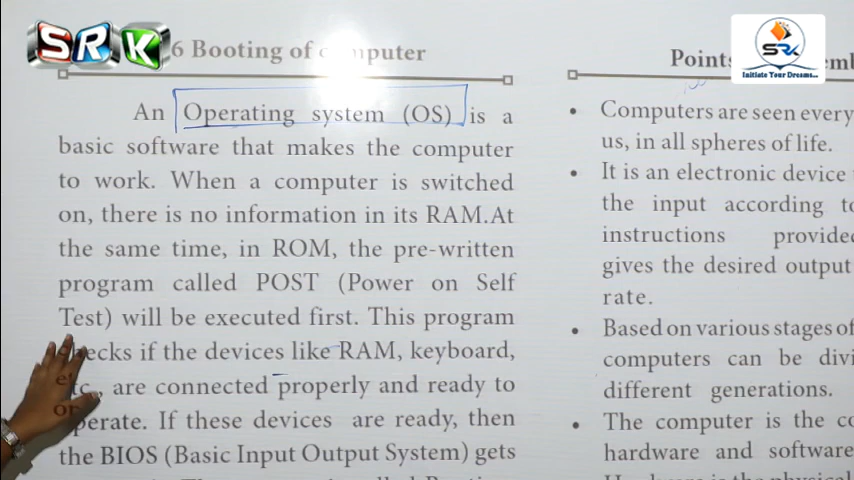 SRK
6 Booting of computer
An Operating system (OS) is a
basic software that makes the computer
to work. When a computer is switched
on, there is no information in its RAM.At
the same time, in ROM, the pre-written
program called POST (Power on Self
Test) will be executed first. This program
checks if the devices like RAM, keyboard,
etc., are connected properly and ready to
operate. If these devices are ready, then
the BIOS (Basic Input Output System) gets
SRK
Initiate Your Dreams...
Points
Computers are seen every
us, in all spheres of life.
It is an electronic device
the input according to
instructions provided
gives the desired output
rate.
Based on various stages of
computers can be divi
different generations.
The computer is the co
hardware and software